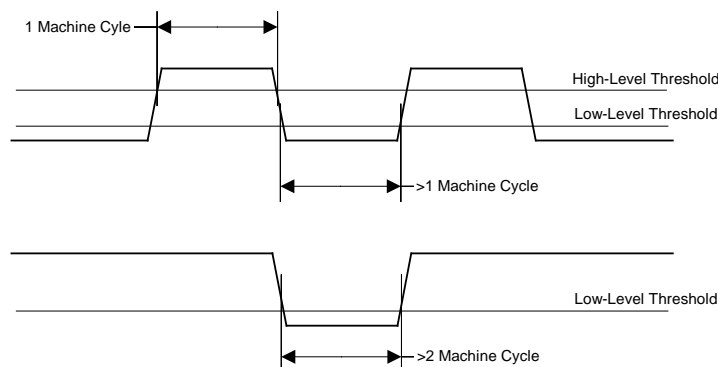 1 Machine Cyle
High-Level Threshold
Low-Level Threshold
>1 Machine Cycle
Low-Level Threshold
>2 Machine Cycle